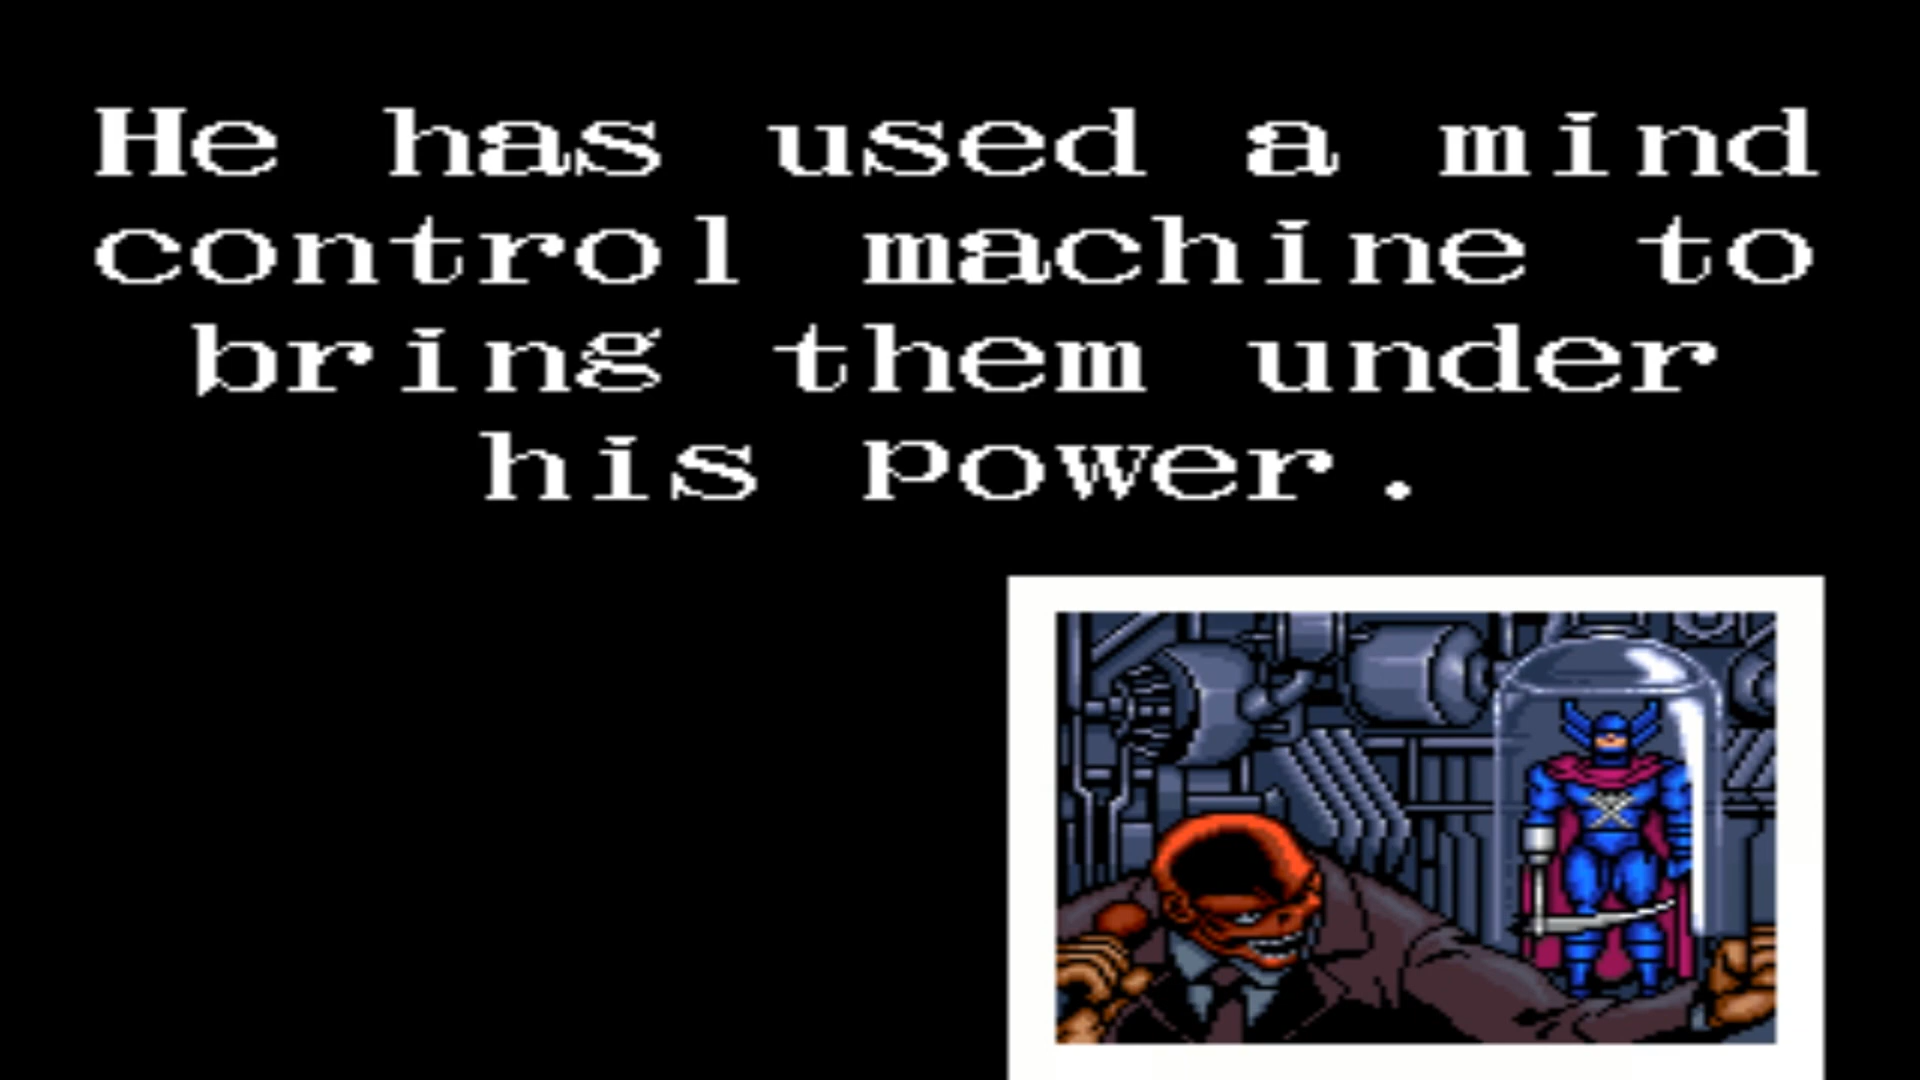 He has used a mind
control machine to
bring them under
his power.